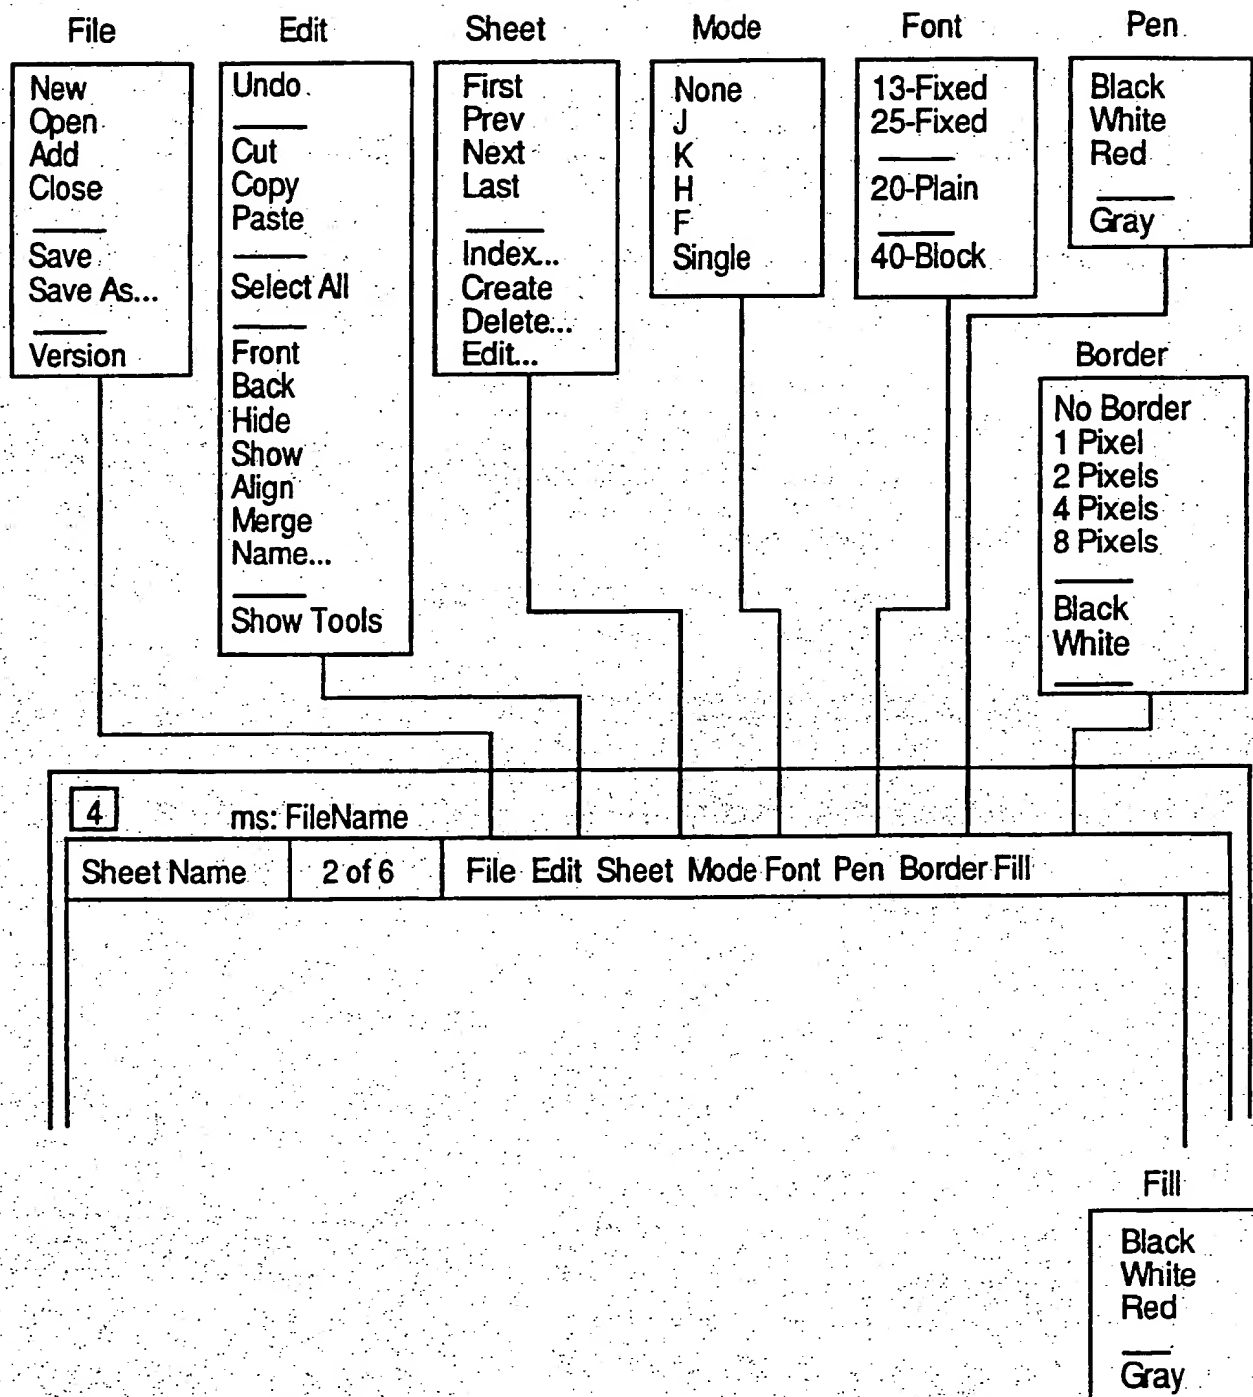 File
New
Open
Add
Close
Save
Save As...
Version
Edit
Undo
Cut
Copy
Paste
Select All
Front
Back
Hide
Show
Align
Merge
Name...
Show Tools
Sheet
First
Prev
Next
Last
Index...
Create
Delete...
Edit...
Mode
None
J
K
H
F
Single
Font
13-Fixed
25-Fixed
20-Plain
40-Block
Pen
Black
White
Red
Gray
Border
No Border
1 Pixel
2 Pixels
4 Pixels
8 Pixels
Black
White
4 ms: FileName
Sheet Name 2 of 6 File Edit Sheet Mode Font Pen Border Fill
Fill
Black
White
Red
Gray